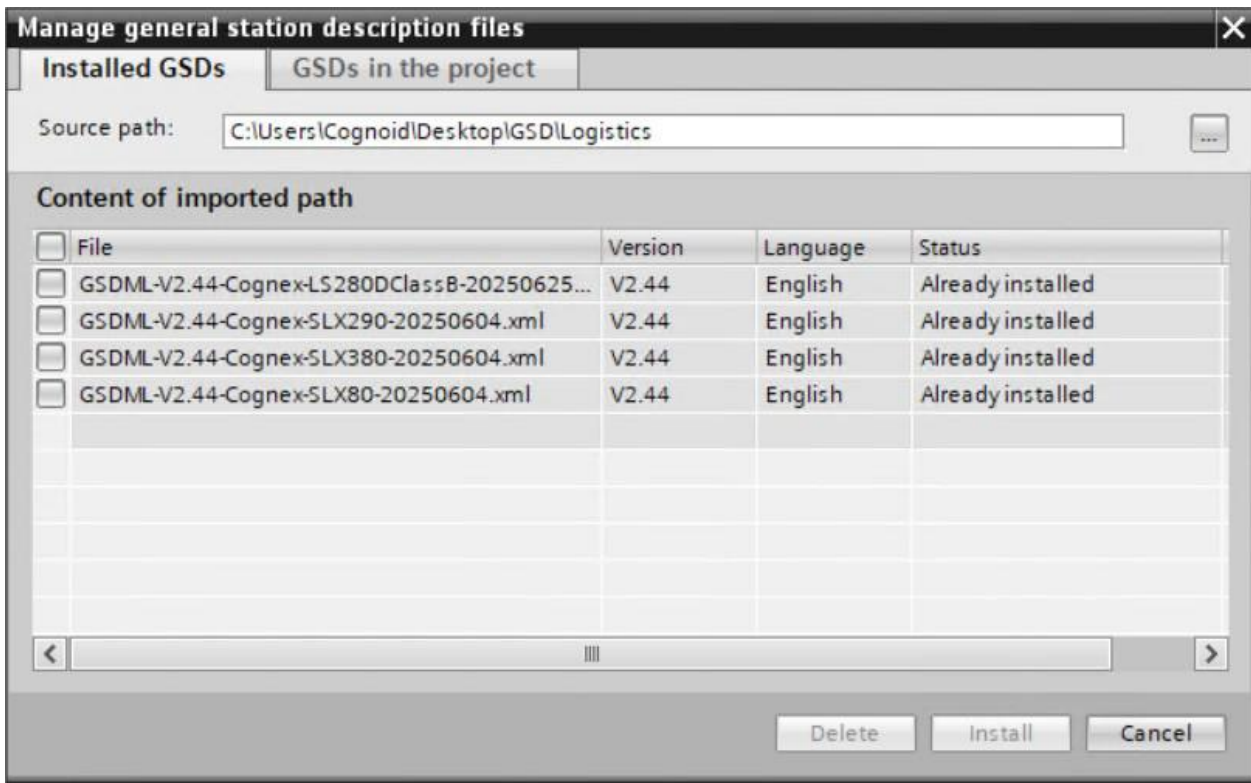 Manage general station description files
Installed GSDs GSDs in the project
Source path: C:\Users\Cognoid\Desktop\GSD\Logistics ...
Content of imported path
File Version Language Status
GSDML-V2.44-Cognex-LS280DClassB-20250625... V2.44 English Already installed
GSDML-V2.44-Cognex-SLX290-20250604.xml V2.44 English Already installed
GSDML-V2.44-Cognex-SLX380-20250604.xml V2.44 English Already installed
GSDML-V2.44-Cognex-SLX80-20250604.xml V2.44 English Already installed
Delete Install Cancel